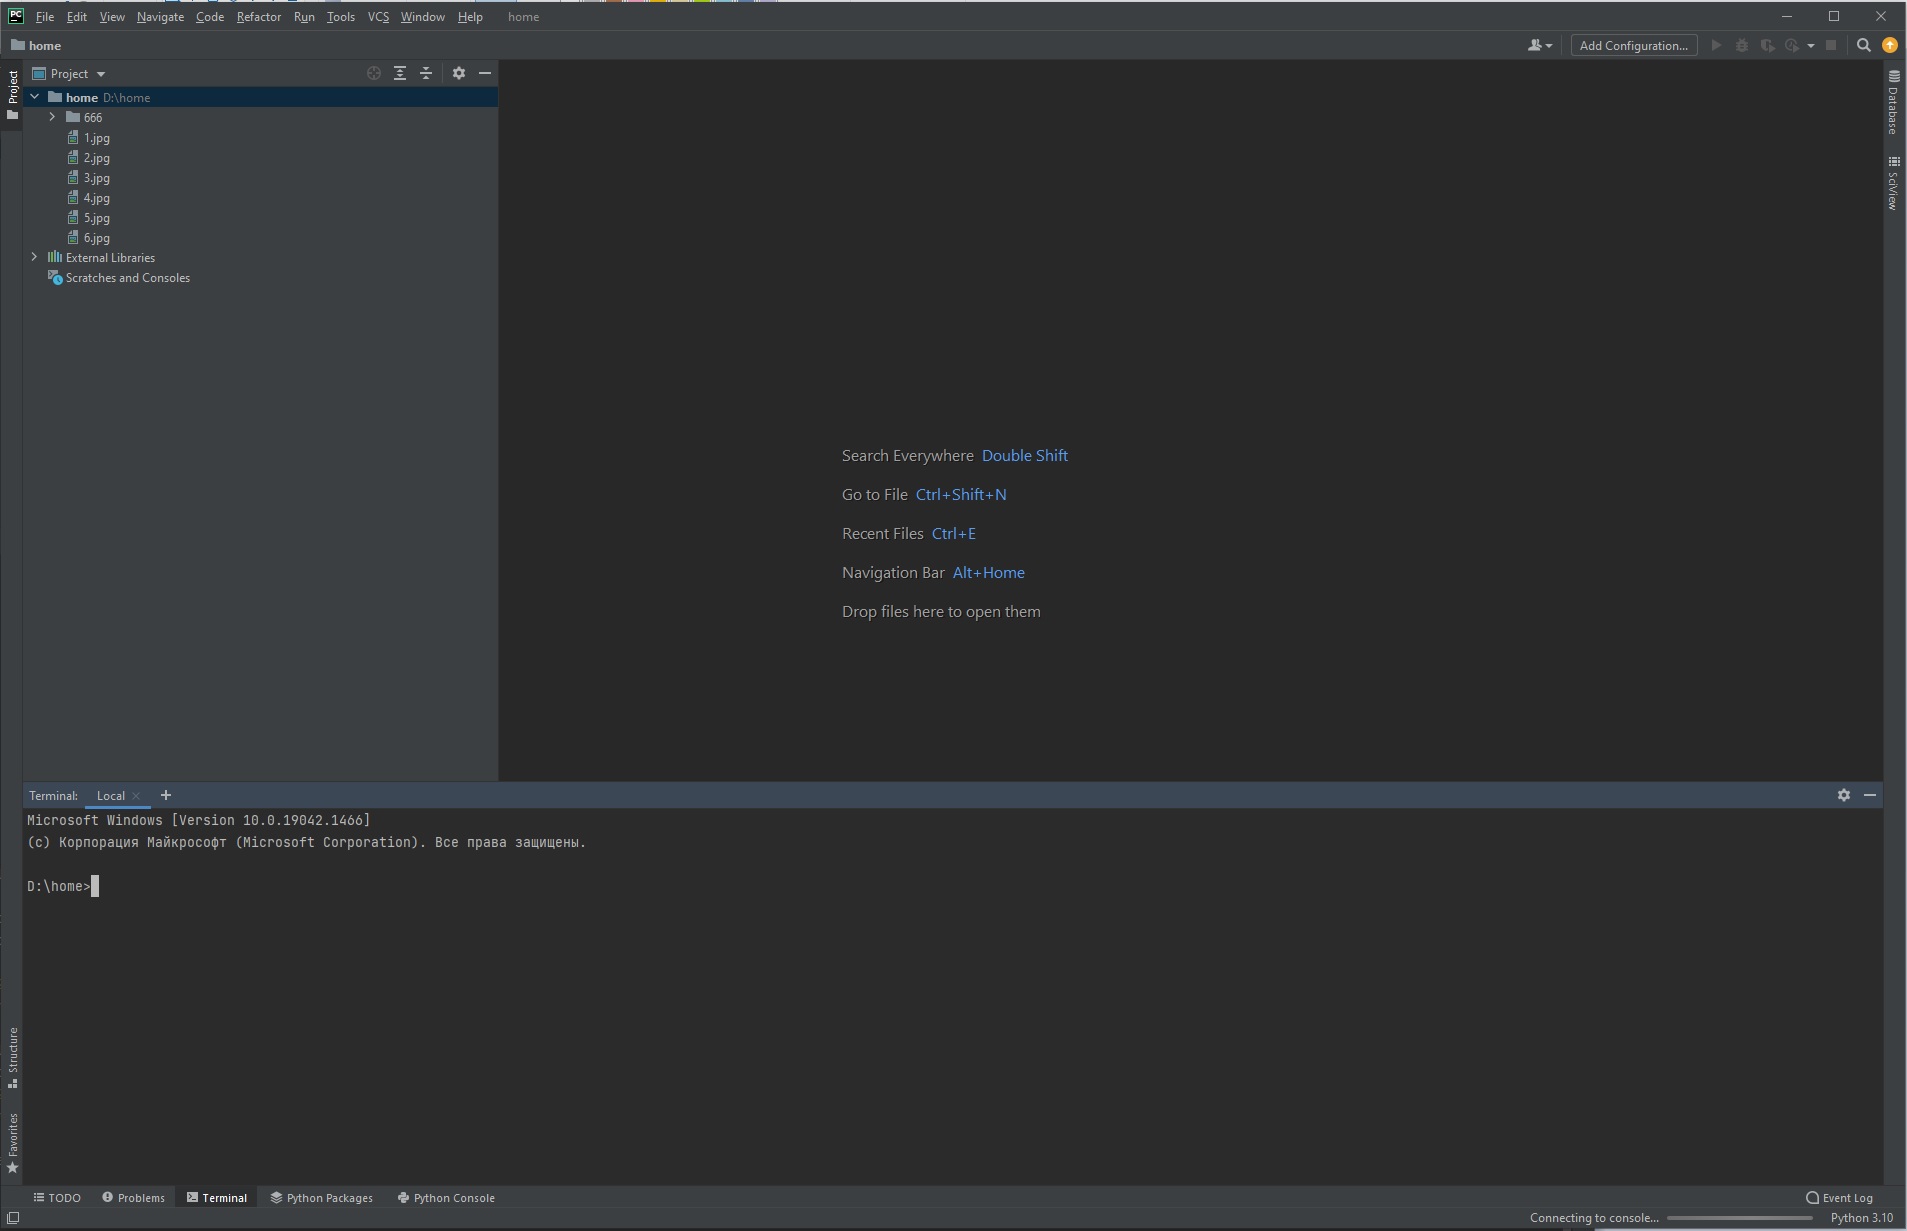 PC File Edit View Navigate Code Refactor Run Tools VCS Window Help home
home
Add Configuration...
Project
Project
home D:\home
666
1.jpg
2.jpg
3.jpg
4.jpg
5.jpg
6.jpg
External Libraries
Scratches and Consoles
Search Everywhere Double Shift
Go to File Ctrl+Shift+N
Recent Files Ctrl+E
Navigation Bar Alt+Home
Drop files here to open them
Database
SciView
Terminal: Local
Microsoft Windows [Version 10.0.19042.1466]
(c) Корпорация Майкрософт (Microsoft Corporation). Все права защищены.
D:\home>
Structure
Favorites
TODO Problems Terminal Python Packages Python Console Event Log
Connecting to console... Python 3.10